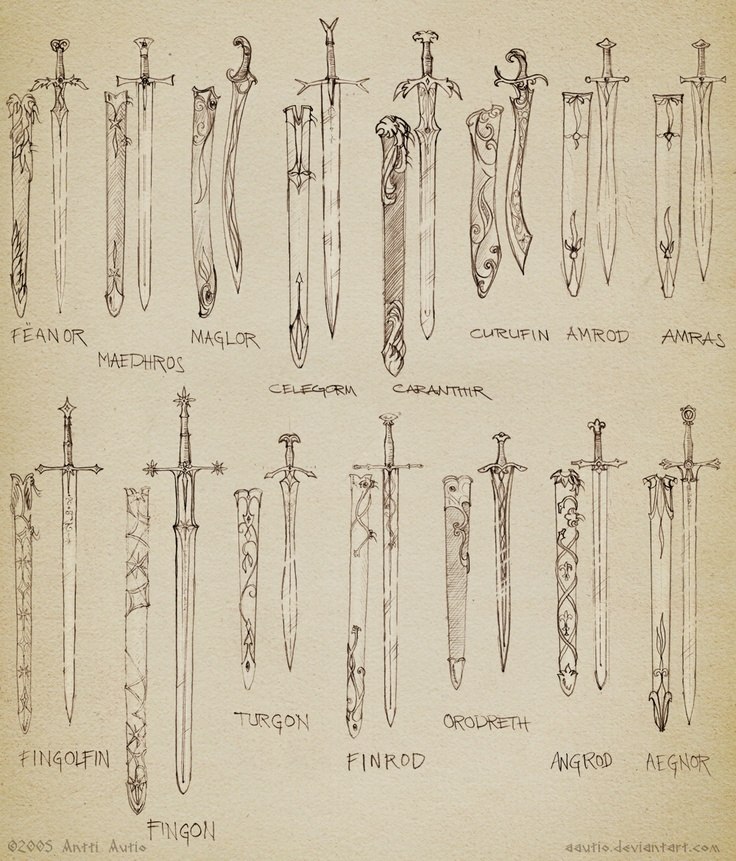 FËANOR
MAEDHROS
MAGLOR
CELEGORM
CARANTHIR
CURUFIN
AMROD
AMRAS
FINGOLFIN
FINGON
TURGON
FINROD
ORODRETH
ANGROD
AEGNOR
©2005 Antti Autio
aautio.deviantart.com